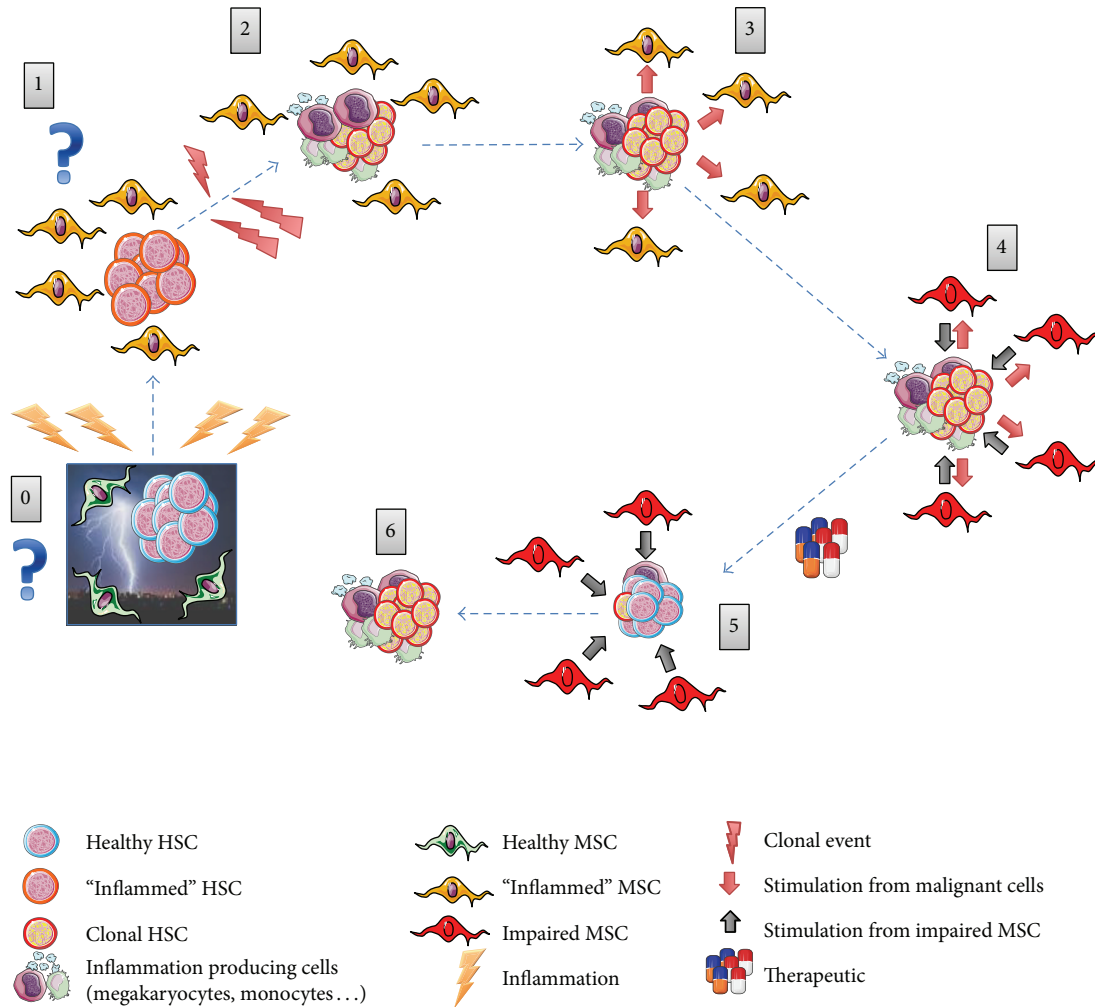 2
3
1
?
4
0
?
6
5
Healthy HSC
Healthy MSC
Clonal event
“Inflammed” HSC
“Inflammed” MSC
Stimulation from malignant cells
Clonal HSC
Impaired MSC
Stimulation from impaired MSC
Inflammation producing cells
(megakaryocytes, monocytes . . .)
Inflammation
Therapeutic